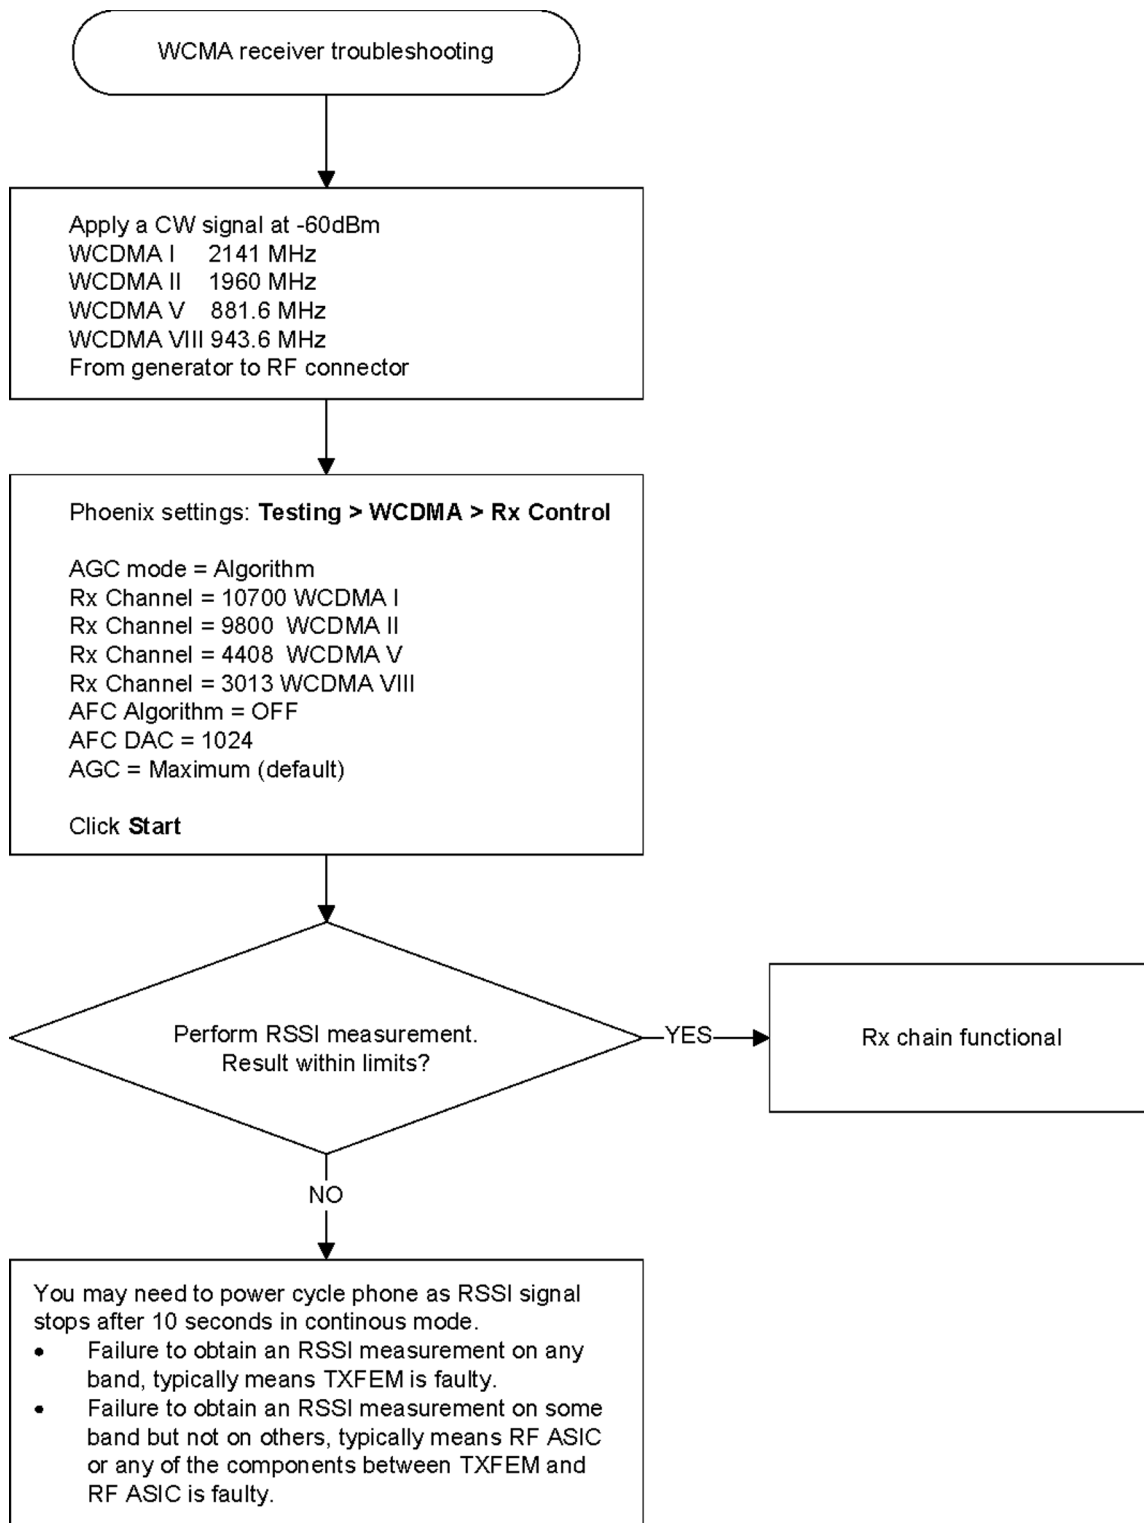 WCMA receiver troubleshooting
Apply a CW signal at -60dBm
WCDMA I 2141 MHz
WCDMA II 1960 MHz
WCDMA V 881.6 MHz
WCDMA VIII 943.6 MHz
From generator to RF connector
Phoenix settings: Testing > WCDMA > Rx Control
AGC mode = Algorithm
Rx Channel = 10700 WCDMA I
Rx Channel = 9800 WCDMA II
Rx Channel = 4408 WCDMA V
Rx Channel = 3013 WCDMA VIII
AFC Algorithm = OFF
AFC DAC = 1024
AGC = Maximum (default)
Click Start
Perform RSSI measurement.
Result within limits?
YES
Rx chain functional
NO
You may need to power cycle phone as RSSI signal
stops after 10 seconds in continous mode.
• Failure to obtain an RSSI measurement on any
band, typically means TXFEM is faulty.
• Failure to obtain an RSSI measurement on some
band but not on others, typically means RF ASIC
or any of the components between TXFEM and
RF ASIC is faulty.